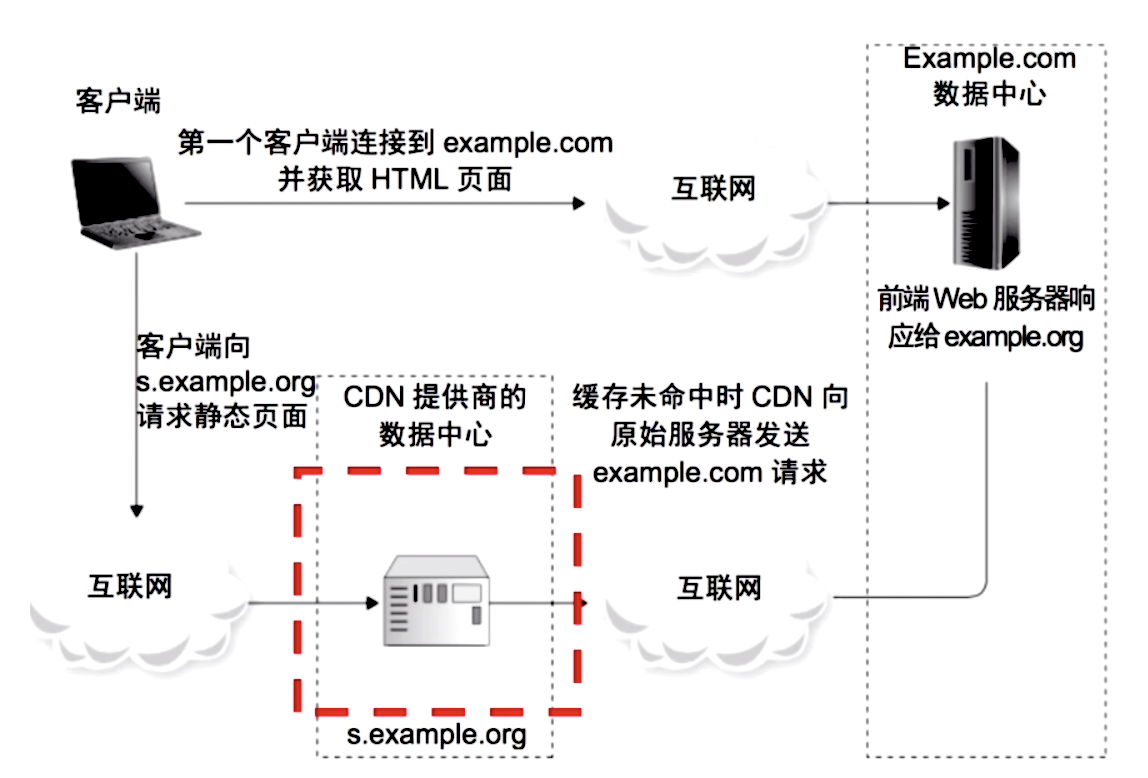 Example.com
数据中心
客户端
第一个客户端连接到 example.com
并获取 HTML 页面
互联网
前端 Web 服务器响
应给 example.org
客户端向
s.example.org
请求静态页面
CDN 提供商的
数据中心
缓存未命中时 CDN 向
原始服务器发送
example.com 请求
互联网
互联网
s.example.org